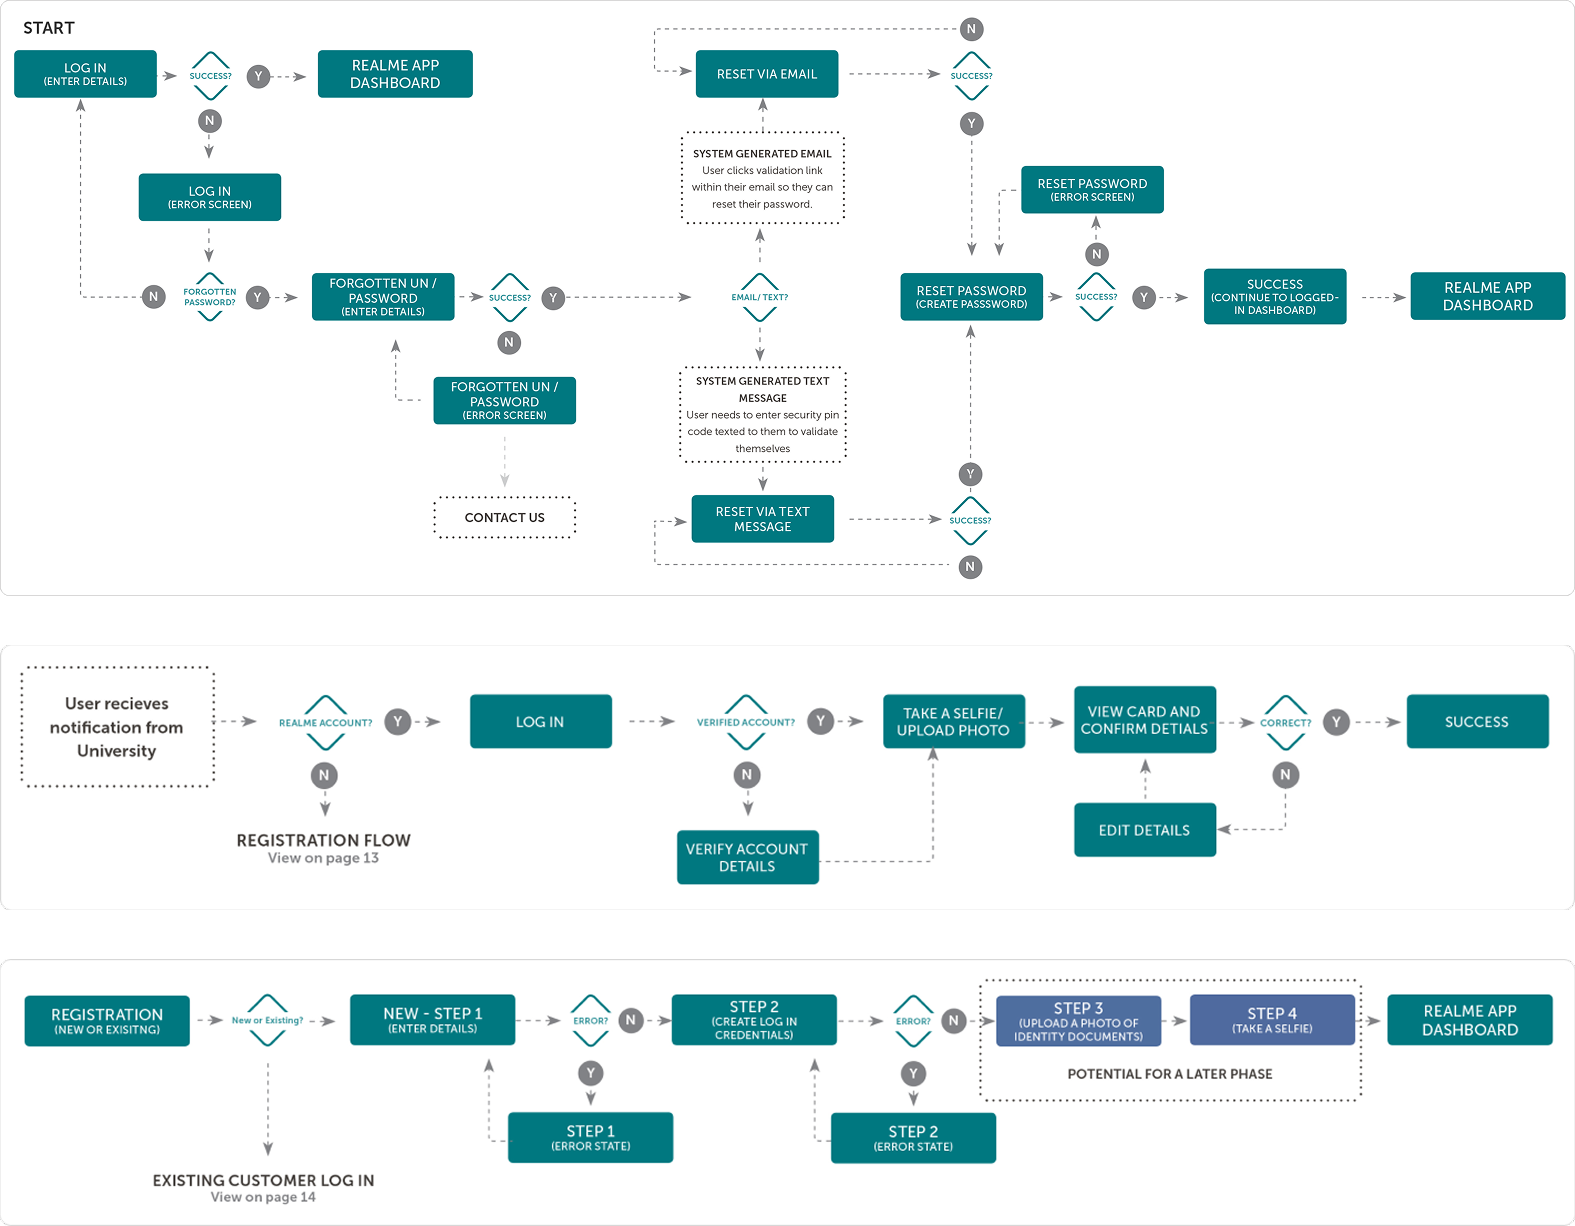 START
LOG IN
(ENTER DETAILS)
SUCCESS?
Y
REALME APP
DASHBOARD
N
LOG IN
(ERROR SCREEN)
N
FORGOTTEN
PASSWORD?
Y
FORGOTTEN UN /
PASSWORD
(ENTER DETAILS)
SUCCESS?
Y
N
FORGOTTEN UN /
PASSWORD
(ERROR SCREEN)
CONTACT US
EMAIL/ TEXT?
SYSTEM GENERATED EMAIL
User clicks validation link
within their email so they can
reset their password.
RESET VIA EMAIL
N
SUCCESS?
Y
SYSTEM GENERATED TEXT
MESSAGE
User needs to enter security pin
code texted to them to validate
themselves
RESET VIA TEXT
MESSAGE
Y
SUCCESS?
N
RESET PASSWORD
(CREATE PASSSWORD)
SUCCESS?
N
RESET PASSWORD
(ERROR SCREEN)
Y
SUCCESS
(CONTINUE TO LOGGED-
IN DASHBOARD)
REALME APP
DASHBOARD
User recieves
notification from
University
REALME ACCOUNT?
Y
N
REGISTRATION FLOW
View on page 13
LOG IN
VERIFIED ACCOUNT?
Y
N
VERIFY ACCOUNT
DETAILS
TAKE A SELFIE/
UPLOAD PHOTO
VIEW CARD AND
CONFIRM DETIALS
CORRECT?
Y
N
EDIT DETAILS
SUCCESS
REGISTRATION
(NEW OR EXISITNG)
New or Existing?
EXISTING CUSTOMER LOG IN
View on page 14
NEW - STEP 1
(ENTER DETAILS)
ERROR?
N
Y
STEP 1
(ERROR STATE)
STEP 2
(CREATE LOG IN
CREDENTIALS)
ERROR?
N
Y
STEP 2
(ERROR STATE)
STEP 3
(UPLOAD A PHOTO OF
IDENTITY DOCUMENTS)
STEP 4
(TAKE A SELFIE)
POTENTIAL FOR A LATER PHASE
REALME APP
DASHBOARD